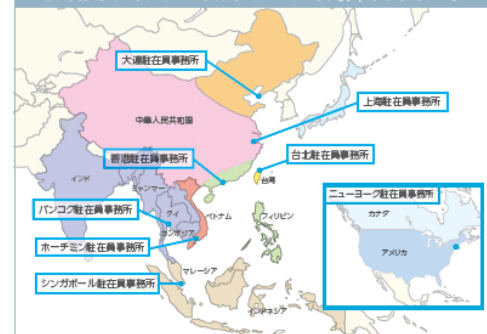 大連駐在員事務所
上海駐在員事務所
中華人民共和国
香港駐在員事務所
台北駐在員事務所
台湾
インド
ミャンマー
ニューヨーク駐在員事務所
カナダ
バンコク駐在員事務所
タイ
ベトナム
フィリピン
カンボジア
アメリカ
ホーチミン駐在員事務所
マレーシア
シンガポール駐在員事務所
インドネシア